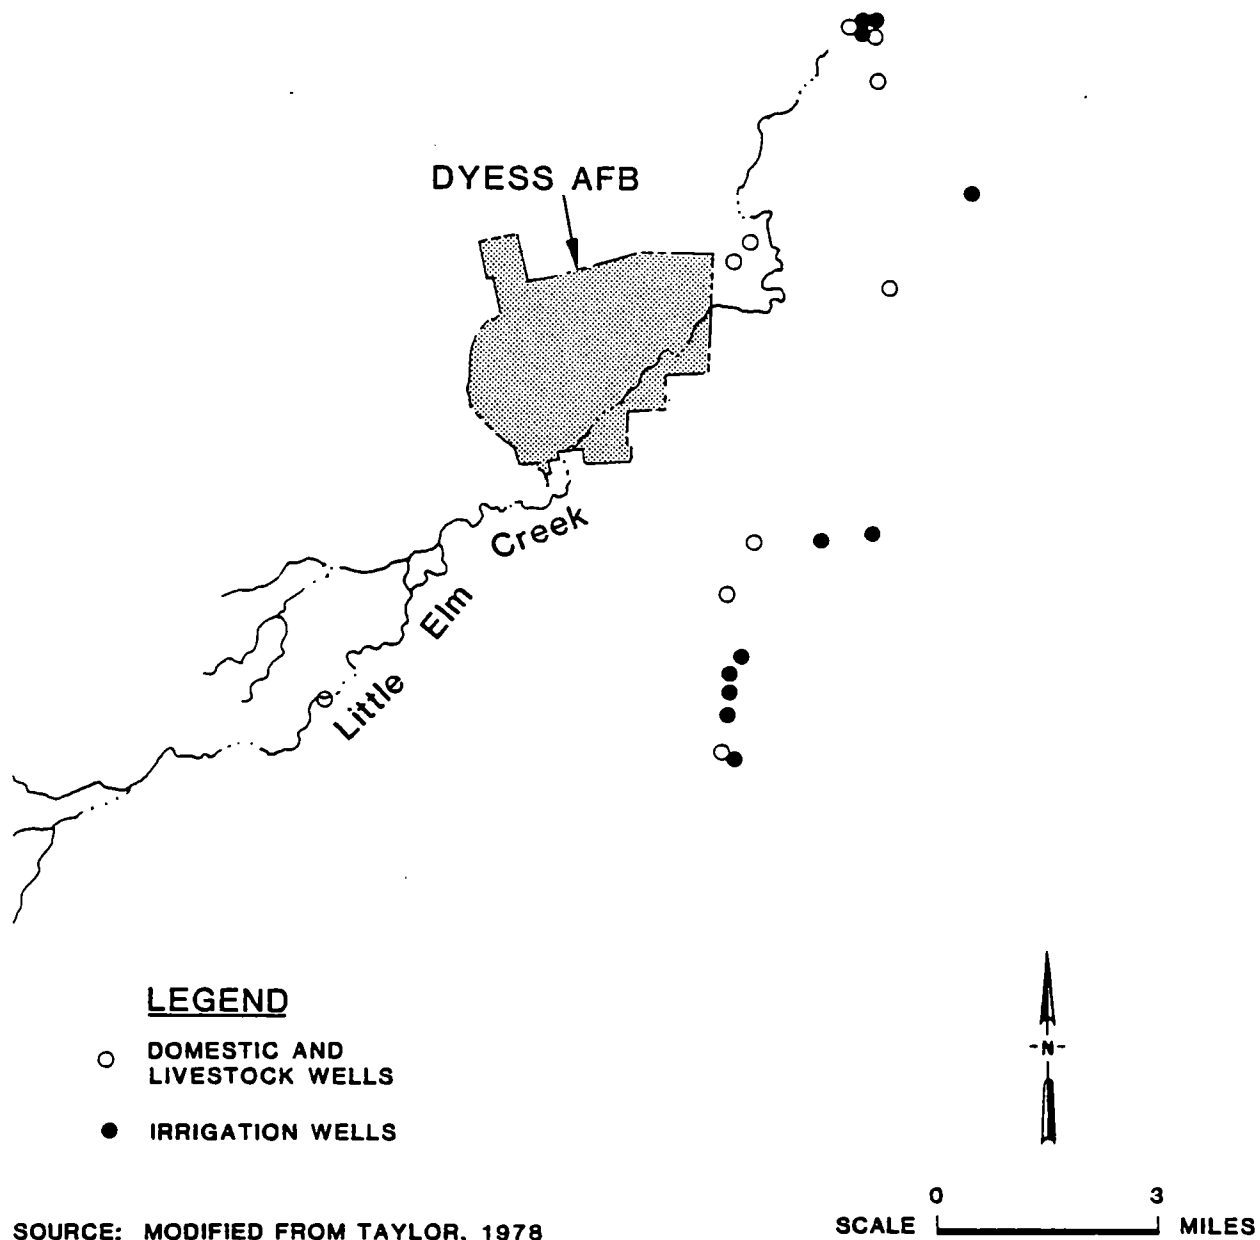 DYESS AFB
Creek
Elm
Little
LEGEND
DOMESTIC AND
LIVESTOCK WELLS
IRRIGATION WELLS
N
0 3
SCALE MILES
SOURCE: MODIFIED FROM TAYLOR, 1978